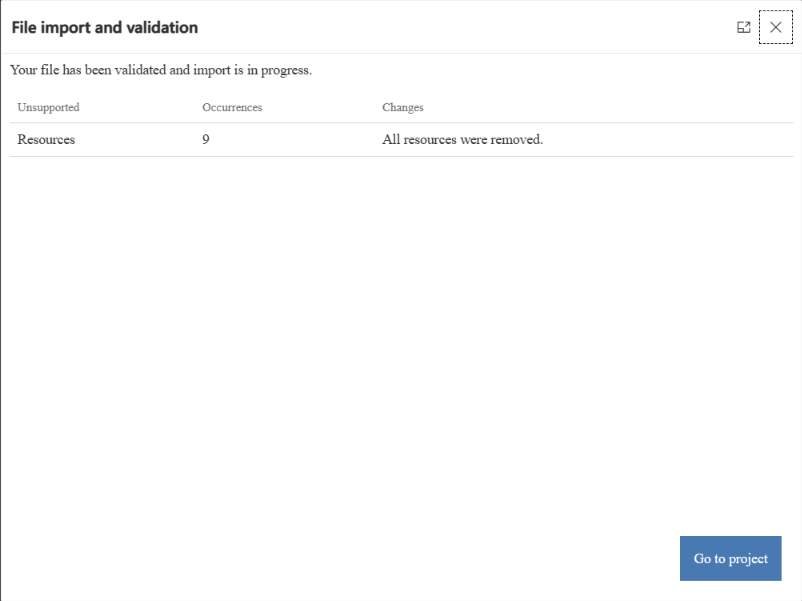 File import and validation
Your file has been validated and import is in progress.
Unsupported Occurrences Changes
Resources 9 All resources were removed.
Go to project